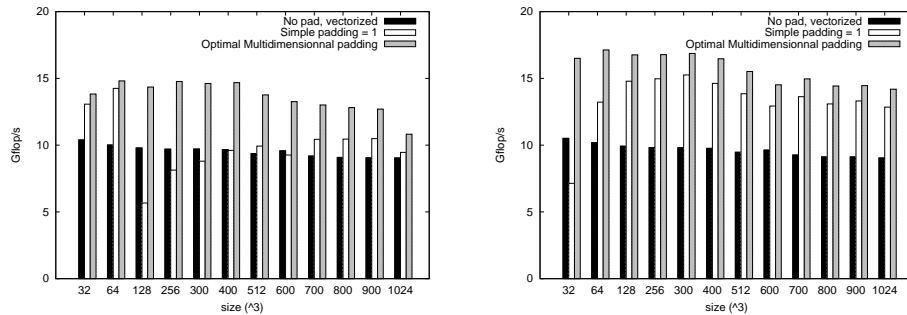 No pad, vectorized
Simple padding = 1
Optimal Multidimensionnal padding
20
15
10
5
0
Gflop/s
32 64 128 256 300 400 512 600 700 800 900 1024
size (^3)
No pad, vectorized
Simple padding = 1
Optimal Multidimensionnal padding
20
15
10
5
0
Gflop/s
32 64 128 256 300 400 512 600 700 800 900 1024
size (^3)